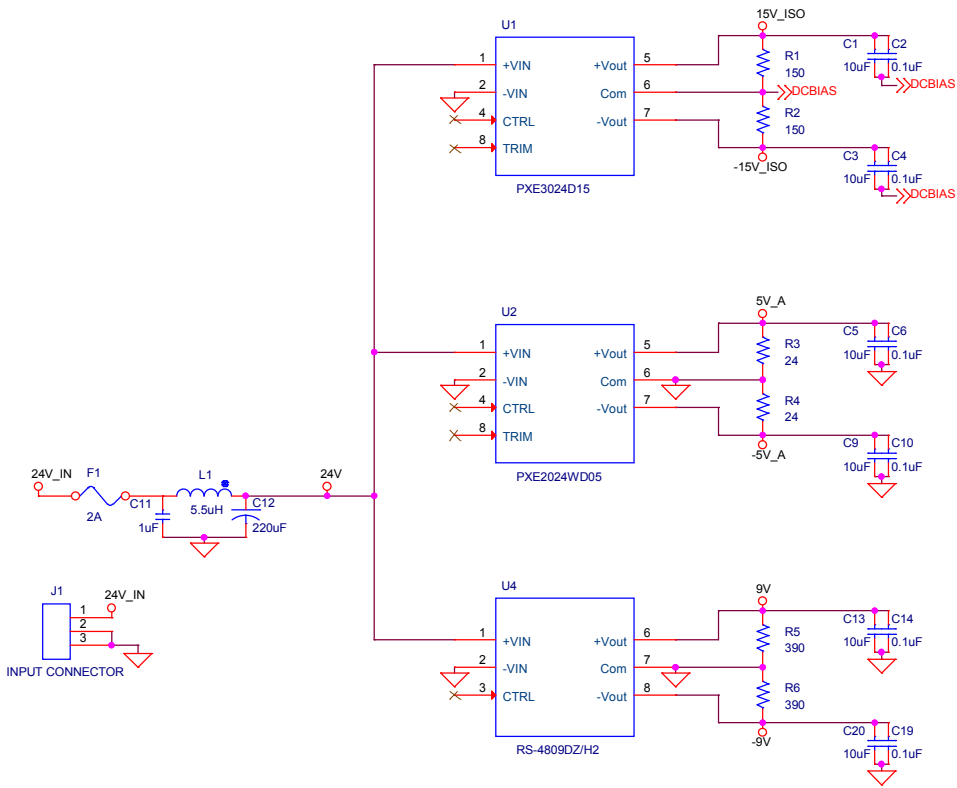 15V_ISO
U1
1
+VIN
2
-VIN
4
CTRL
8
TRIM
5
+Vout
6
Com
7
-Vout
PXE3024D15
R1
150
DCBIAS
R2
150
-15V_ISO
C1
C2
10uF
0.1uF
DCBIAS
C3
C4
10uF
0.1uF
DCBIAS
5V_A
U2
1
+VIN
2
-VIN
4
CTRL
8
TRIM
5
+Vout
6
Com
7
-Vout
PXE2024WD05
R3
24
R4
24
-5V_A
C5
C6
10uF
0.1uF
C9
C10
10uF
0.1uF
24V_IN
F1
2A
C11
1uF
L1
5.5uH
C12
220uF
24V
J1
24V_IN
1
2
3
INPUT CONNECTOR
9V
U4
1
+VIN
2
-VIN
3
CTRL
6
+Vout
7
Com
8
-Vout
RS-4809DZ/H2
R5
390
R6
390
-9V
C13
C14
10uF
0.1uF
C20
C19
10uF
0.1uF